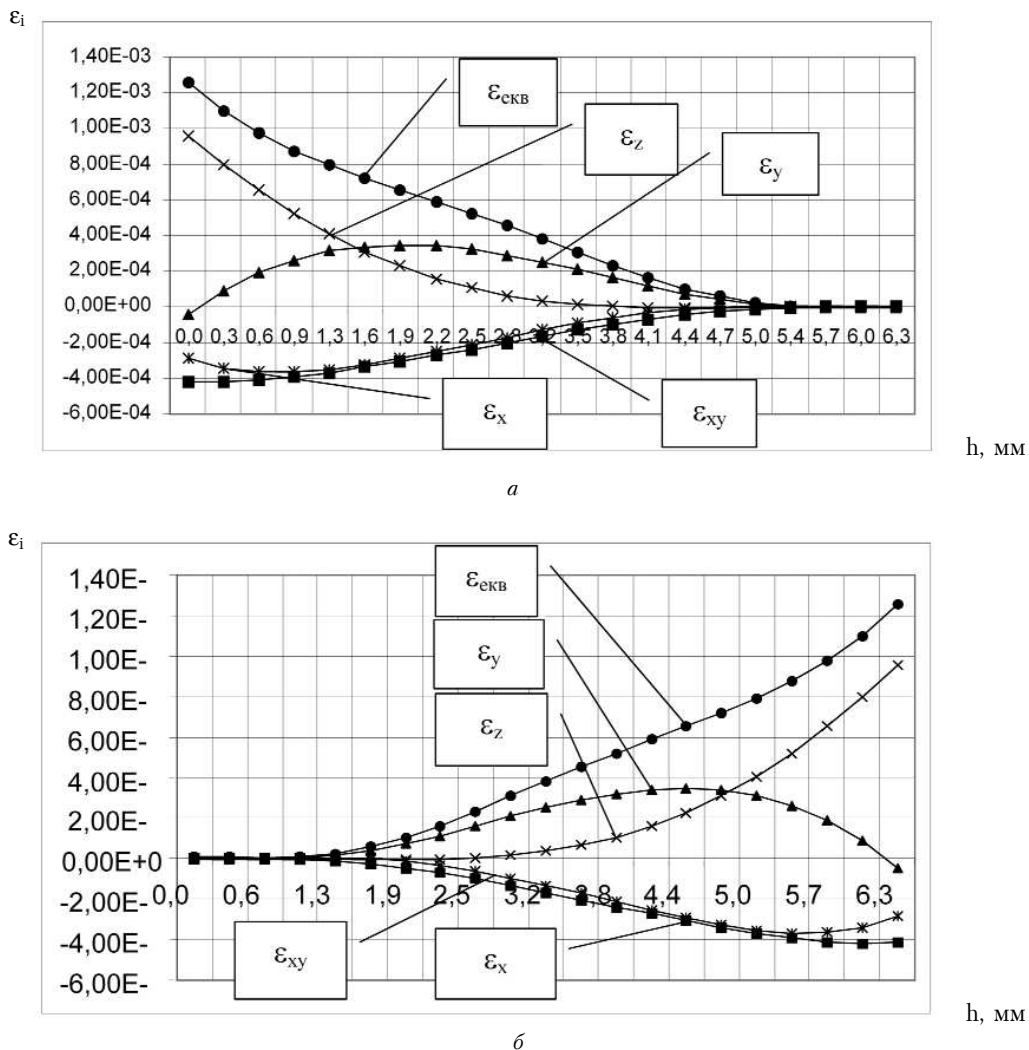 εi
1,40E-03
1,20E-03
1,00E-03
8,00E-04
6,00E-04
4,00E-04
2,00E-04
0,00E+00
-2,00E-04
-4,00E-04
-6,00E-04
εекв
εz
εy
0,0 0,3 0,6 0,9 1,3 1,6 1,9 2,2 2,5 2,8 3,5 3,8 4,1 4,4 4,7 5,0 5,4 5,7 6,0 6,3
εx
εxy
h, мм
а
εi
1,40E-
1,20E-
1,00E-
8,00E-
6,00E-
4,00E-
2,00E-
0,00E+0
-2,00E-
-4,00E-
-6,00E-
εекв
εy
εz
0,0 0,6 1,3 1,9 2,5 3,2 3,8 4,4 5,0 5,7 6,3
εxy
εx
h, мм
б